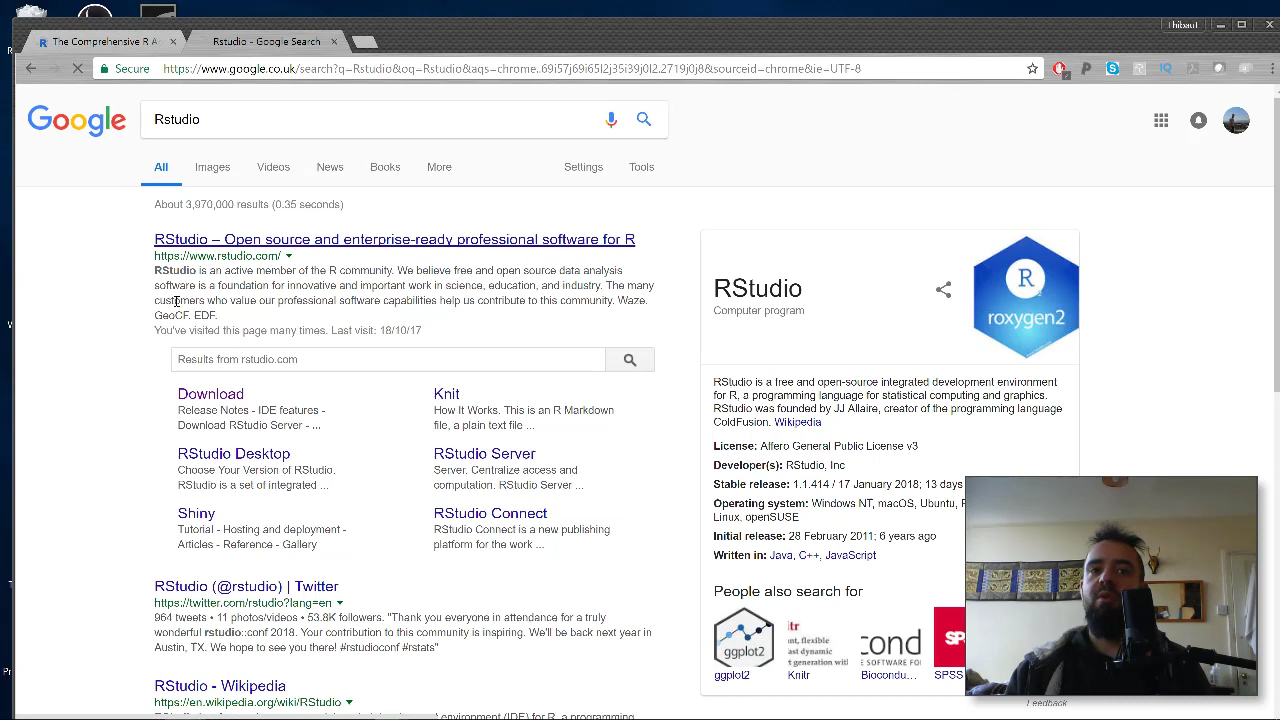 Thibaut
The Comprehensive R A
Rstudio - Google Search
Secure
https://www.google.co.uk/search?q=Rstudio&oq=Rstudio&aqs=chrome..69i57j69i65l2j35i39j0l2.2719j0j8&sourceid=chrome&ie=UTF-8
Google
Rstudio
All Images Videos News Books More Settings Tools
About 3,970,000 results (0.35 seconds)
RStudio – Open source and enterprise-ready professional software for R
https://www.rstudio.com/
RStudio is an active member of the R community. We believe free and open source data analysis
software is a foundation for innovative and important work in science, education, and industry. The many
customers who value our professional software capabilities help us contribute to this community. Waze.
GeoCF. EDF.
You've visited this page many times. Last visit: 18/10/17
Results from rstudio.com
Download
Release Notes - IDE features -
Download RStudio Server - ...
Knit
How It Works. This is an R Markdown
file, a plain text file ...
RStudio Desktop
Choose Your Version of RStudio.
RStudio is a set of integrated ...
RStudio Server
Server. Centralize access and
computation. RStudio Server ...
Shiny
Tutorial - Hosting and deployment -
Articles - Reference - Gallery
RStudio Connect
RStudio Connect is a new publishing
platform for the work ...
RStudio (@rstudio) | Twitter
https://twitter.com/rstudio?lang=en
964 tweets • 11 photos/videos • 53.8K followers. "Thank you everyone in attendance for a truly
wonderful rstudio::conf 2018. Your contribution to this community is inspiring. We'll be back next year in
Austin, TX. We hope to see you there! #rstudioconf #rstats"
RStudio - Wikipedia
https://en.wikipedia.org/wiki/RStudio
RStudio
Computer program
R
roxygen2
RStudio is a free and open-source integrated development environment
for R, a programming language for statistical computing and graphics.
RStudio was founded by JJ Allaire, creator of the programming language
ColdFusion. Wikipedia
License: Affero General Public License v3
Developer(s): RStudio, Inc
Stable release: 1.1.414 / 17 January 2018; 13 days
Operating system: Windows NT, macOS, Ubuntu,
Linux, openSUSE
Initial release: 28 February 2011; 6 years ago
Written in: Java, C++, JavaScript
People also search for
ggplot2
ggplot2
Knitr
Biocondu...
SPSS
Feedback